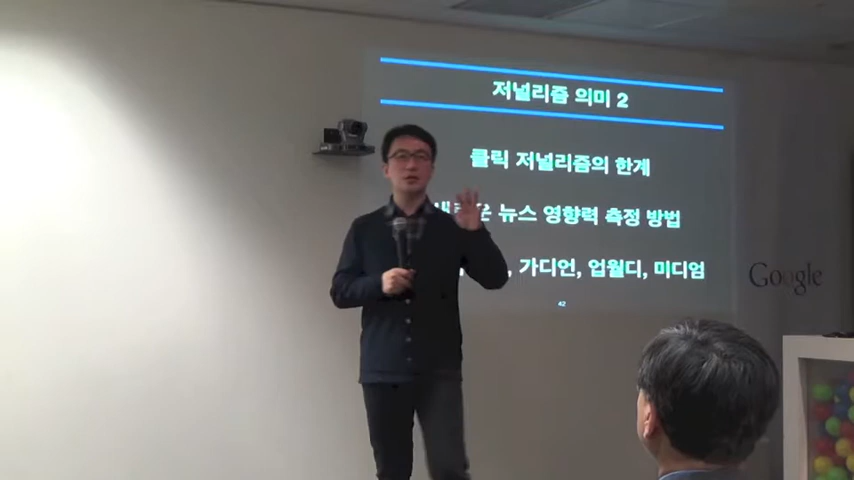 저널리즘 의미 2
클릭 저널리즘의 한계
뉴스 영향력 측정 방법
가디언, 업월디, 미디엄
42
Google